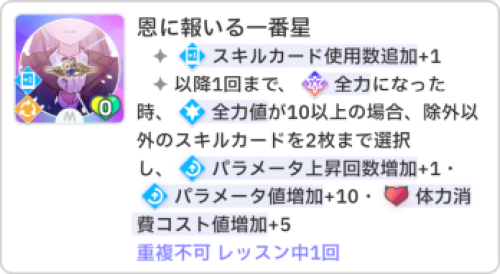 恩に報いる一番星
スキルカード使用数追加+1
以降1回まで、全力になった
時、全力値が10以上の場合、除外以
外のスキルカードを2枚まで選択
し、パラメータ上昇回数増加+1・
パラメータ値増加+10・体力消
費コスト値増加+5
重複不可 レッスン中1回
M
0